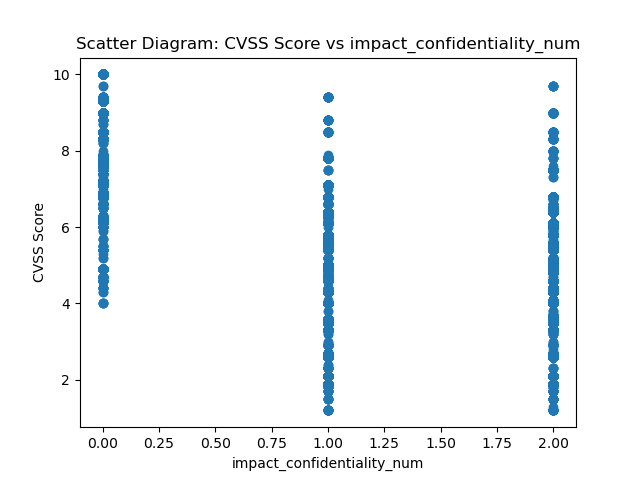 Scatter Diagram: CVSS Score vs impact_confidentiality_num
10
8
6
4
2
CVSS Score
0.00 0.25 0.50 0.75 1.00 1.25 1.50 1.75 2.00
impact_confidentiality_num